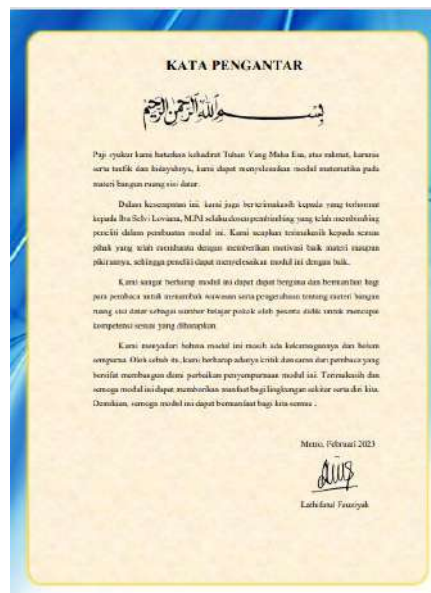 KATA PENGANTAR
بسم الله الرحمن الرحيم
Puji syukur kami haturkan kehadirat Tuhan Yang Maha Esa, atas rahmat, karunia
serta taufik dan hidayahnya, kami dapat menyelesaikan modul matematika pada
materi bangun ruang sisi datar.
Dalam kesempatan ini, kami juga berterimakasih kepada yang terhormat
kepada Ibu Selvi Loviana, M.Pd selaku dosen pembimbing yang telah membimbing
peneliti dalam pembuatan modul ini. Kami ucapkan terimakasih kepada semua
pihak yang telah membantu dengan memberikan motivasi baik materi maupun
pikirannya, sehingga peneliti dapat menyelesaikan modul ini dengan baik.
Kami sangat berharap modul ini dapat dapat berguna dan bermanfaat bagi
para pembaca untuk menambah wawasan serta pengetahuan tentang materi bangun
ruang sisi datar sebagai sumber belajar pokok oleh peserta didik untuk mencapai
kompetensi sesuai yang diharapkan.
Kami menyadari bahwa modul ini masih ada kekurangannya dan belum
sempurna. Oleh sebab itu, kami berharap adanya kritik dan saran dari pembaca yang
bersifat membangun demi perbaikan penyempurnaan modul ini. Terimakasih dan
semoga modul ini dapat memberikan manfaat bagi lingkungan sekitar serta diri kita.
Demikian, semoga modul ini dapat bermanfaat bagi kita semua .
Metro, Februari 2023
Lathifatul Fauziyah